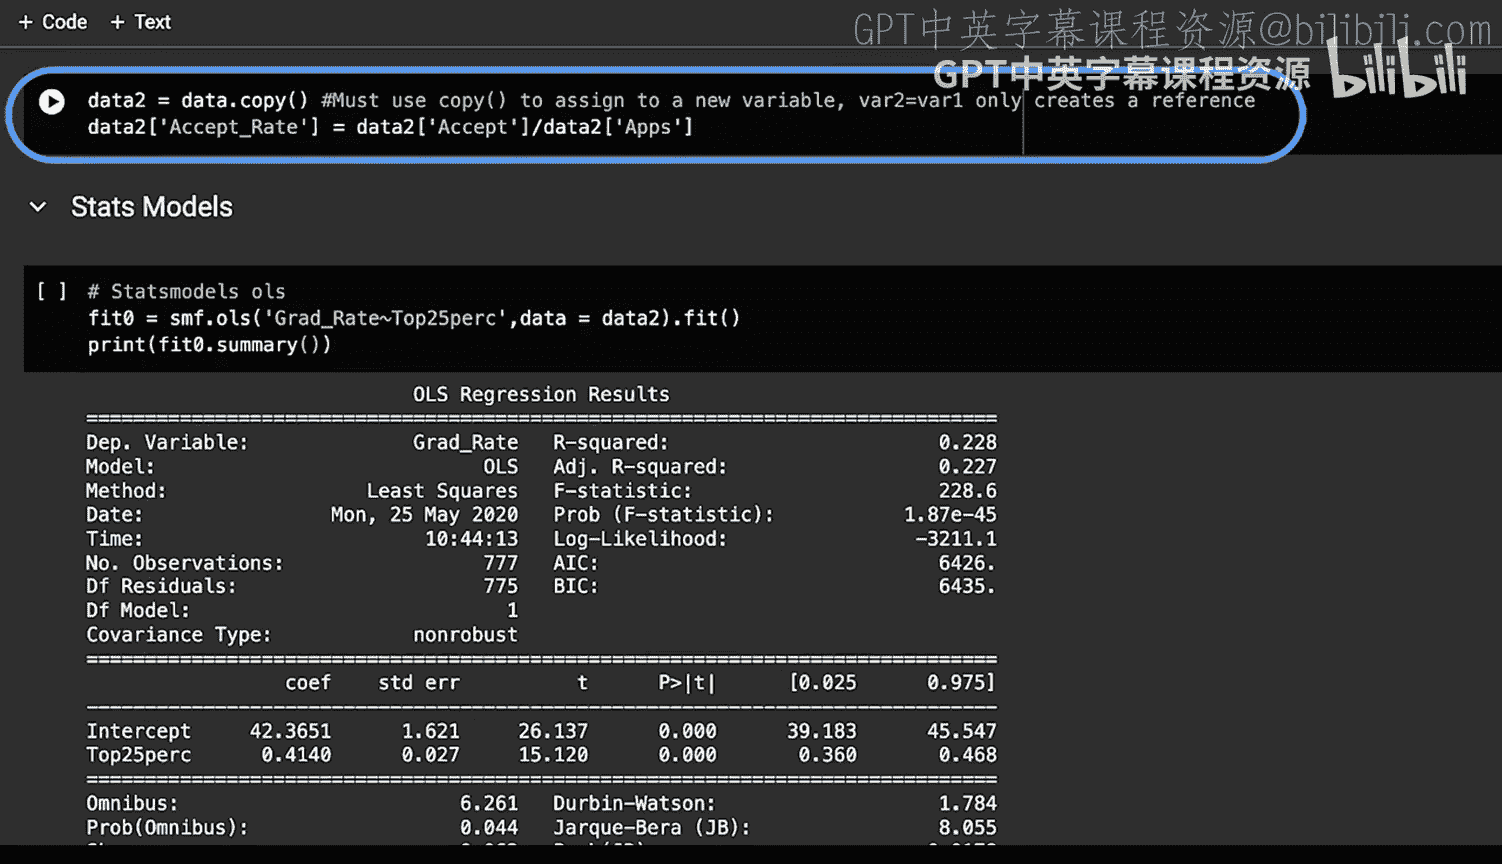 + Code + Text
GPT中英字幕课程资源@bilibili.com
GPT中英字幕课程资源 bilibili
data2 = data.copy() #Must use copy() to assign to a new variable, var2=var1 only creates a reference
data2['Accept_Rate'] = data2['Accept']/data2['Apps']
Stats Models
[ ] # Statsmodels ols
fit0 = smf.ols('Grad_Rate~Top25perc',data = data2).fit()
print(fit0.summary())
OLS Regression Results
Dep. Variable: Grad_Rate R-squared: 0.228
Model: OLS Adj. R-squared: 0.227
Method: Least Squares F-statistic: 228.6
Date: Mon, 25 May 2020 Prob (F-statistic): 1.87e-45
Time: 10:44:13 Log-Likelihood: -3211.1
No. Observations: 777 AIC: 6426.
Df Residuals: 775 BIC: 6435.
Df Model: 1
Covariance Type: nonrobust
coef std err t P>|t| [0.025 0.975]
Intercept 42.3651 1.621 26.137 0.000 39.183 45.547
Top25perc 0.4140 0.027 15.120 0.000 0.360 0.468
Omnibus: 6.261 Durbin-Watson: 1.784
Prob(Omnibus): 0.044 Jarque-Bera (JB): 8.055